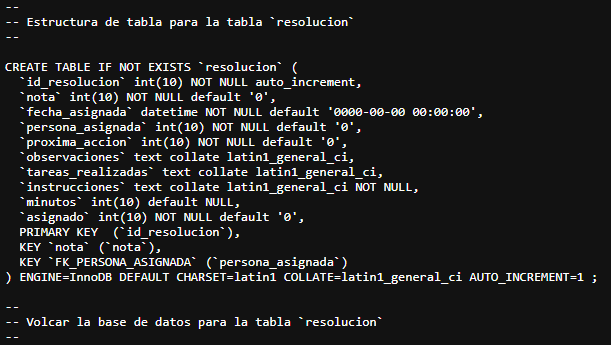 --
-- Estructura de tabla para la tabla `resolucion`
--

CREATE TABLE IF NOT EXISTS `resolucion` (
  `id_resolucion` int(10) NOT NULL auto_increment,
  `nota` int(10) NOT NULL default '0',
  `fecha_asignada` datetime NOT NULL default '0000-00-00 00:00:00',
  `persona_asignada` int(10) NOT NULL default '0',
  `proxima_accion` int(10) NOT NULL default '0',
  `observaciones` text collate latin1_general_ci,
  `tareas_realizadas` text collate latin1_general_ci,
  `instrucciones` text collate latin1_general_ci NOT NULL,
  `minutos` int(10) default NULL,
  `asignado` int(10) NOT NULL default '0',
  PRIMARY KEY  (`id_resolucion`),
  KEY `nota` (`nota`),
  KEY `FK_PERSONA_ASIGNADA` (`persona_asignada`)
) ENGINE=InnoDB DEFAULT CHARSET=latin1 COLLATE=latin1_general_ci AUTO_INCREMENT=1 ;

--
-- Volcar la base de datos para la tabla `resolucion`
--